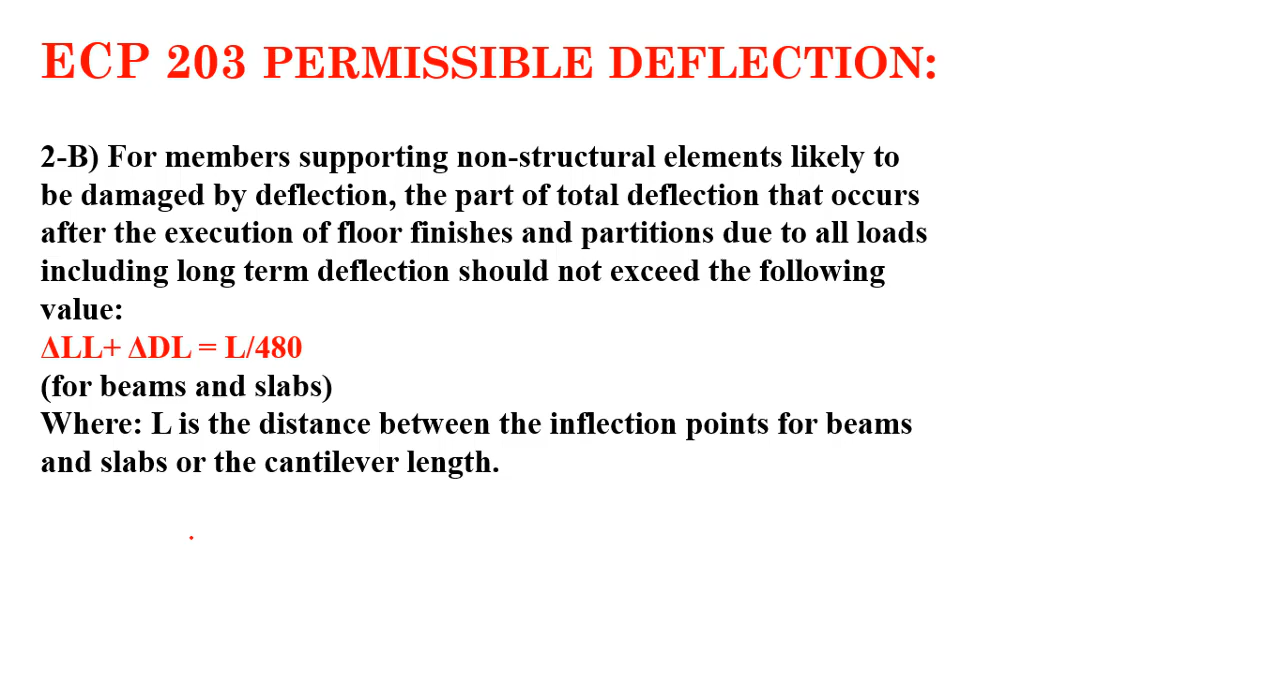 ECP 203 PERMISSIBLE DEFLECTION:
2-B) For members supporting non-structural elements likely to
be damaged by deflection, the part of total deflection that occurs
after the execution of floor finishes and partitions due to all loads
including long term deflection should not exceed the following
value:
ΔLL+ ΔDL = L/480
(for beams and slabs)
Where: L is the distance between the inflection points for beams
and slabs or the cantilever length.